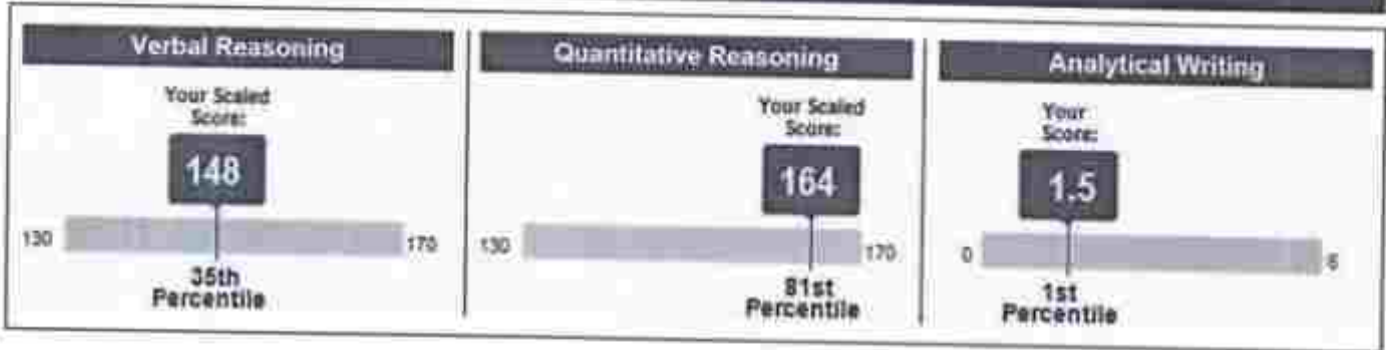 Verbal Reasoning
Your Scaled
Score:
148
130
170
35th
Percentile
Quantitative Reasoning
Your Scaled
Score:
164
130
170
81st
Percentile
Analytical Writing
Your
Score:
1.5
0
6
1st
Percentile